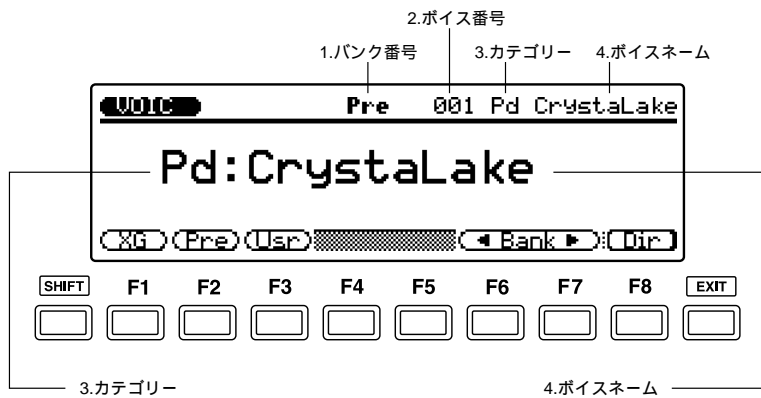 2.ボイス番号
1.バンク番号 3.カテゴリー 4.ボイスネーム
VOICE Pre 001 Pd CrystaLake
Pd:CrystaLake
XG Pre Usr ◀ Bank ▶ Dir
SHIFT F1 F2 F3 F4 F5 F6 F7 F8 EXIT
3.カテゴリー 4.ボイスネーム